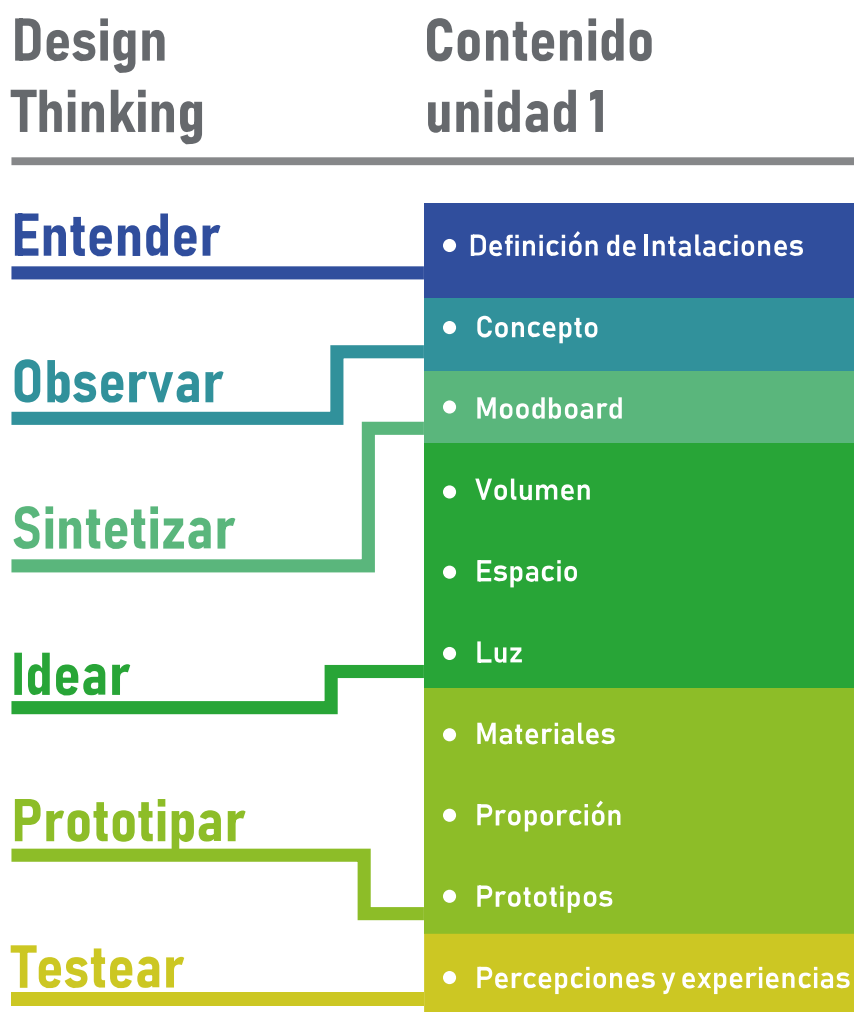 Design
Thinking
Contenido
unidad 1
Entender
Observar
Sintetizar
Idear
Prototipar
Testear
• Definición de Intalaciones
• Concepto
• Moodboard
• Volumen
• Espacio
• Luz
• Materiales
• Proporción
• Prototipos
• Percepciones y experiencias